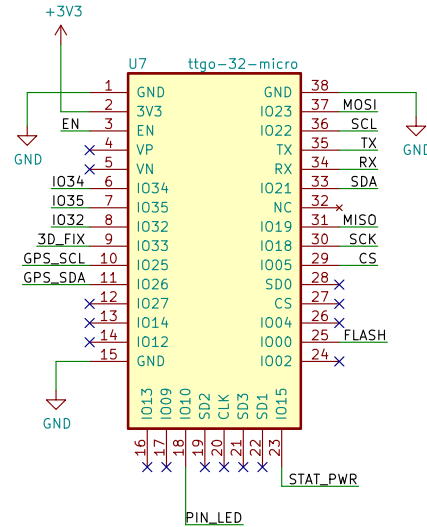 +3V3
U7 ttgo-32-micro
1 GND GND 38
2 3V3 IO23 37 MOSI
EN 3 EN IO22 36 SCL
4 VP TX 35 TX
5 VN RX 34 RX
IO34 6 IO34 IO21 33 SDA
IO35 7 IO35 NC 32
IO32 8 IO32 IO19 31 MISO
3D_FIX 9 IO33 IO18 30 SCK
GPS_SCL 10 IO25 IO05 29 CS
GPS_SDA 11 IO26 SD0 28
12 IO27 CS 27
13 IO14 IO04 26
14 IO12 IO00 25 FLASH
15 GND IO02 24
GND
GND
GND
IO13 IO09 IO10 SD2 CLK SD3 SD1 IO15
16 17 18 19 20 21 22 23
STAT_PWR
PIN_LED